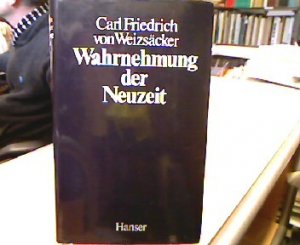 Carl Friedrich
von Weizsäcker
Wahrnehmung
der
Neuzeit
Hanser